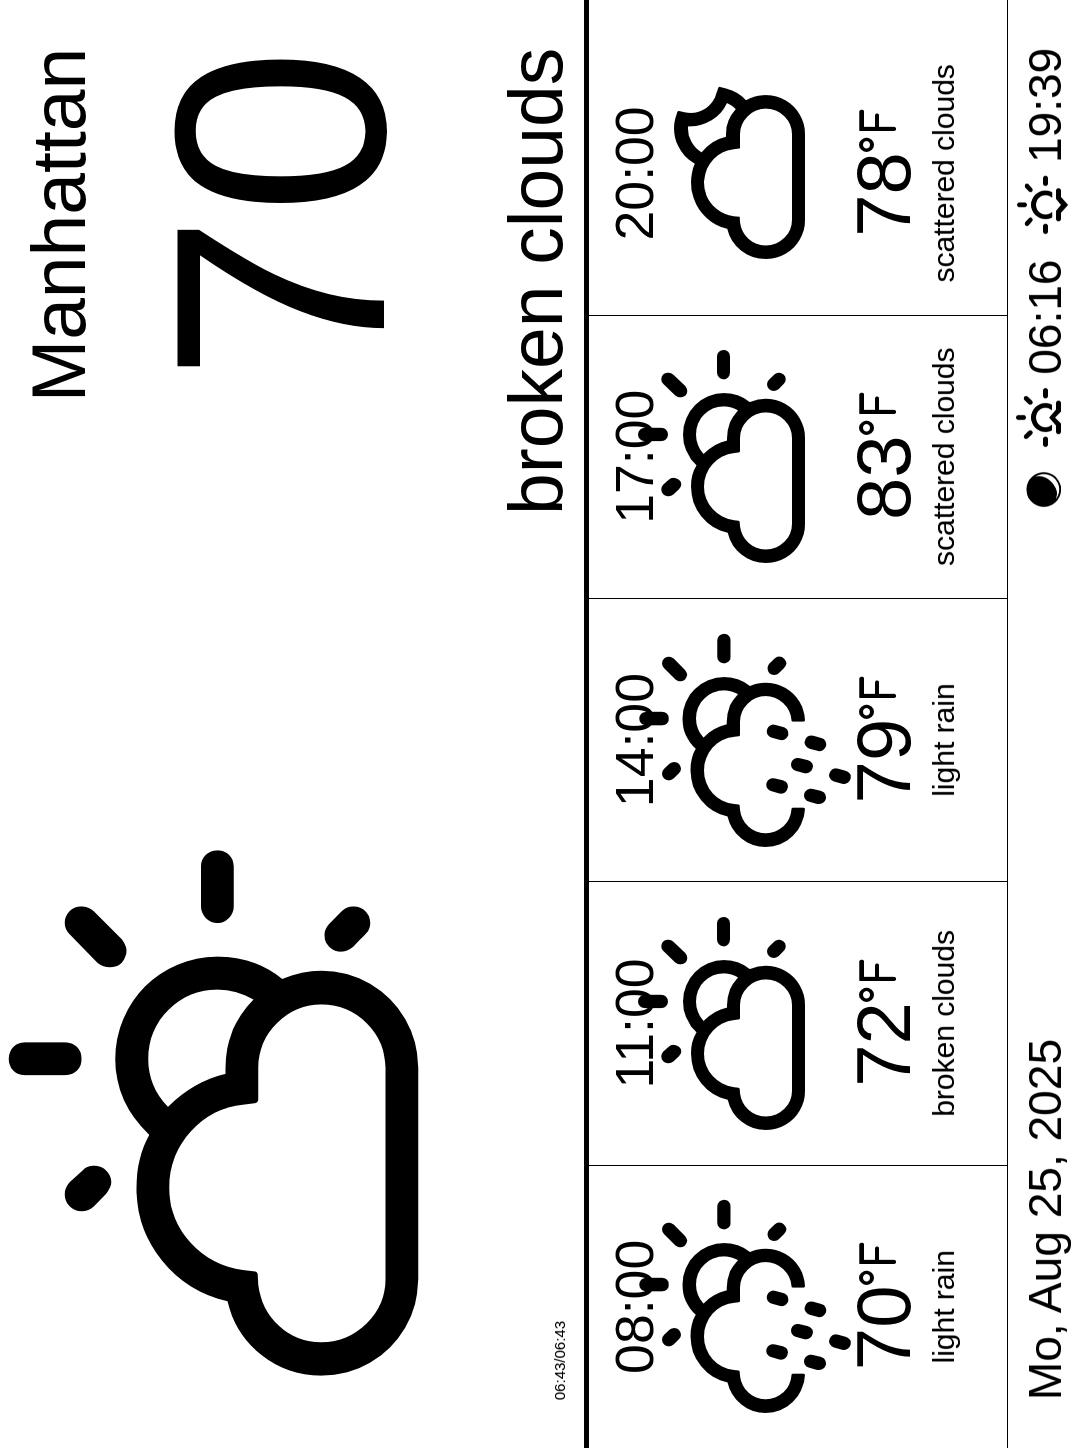 Manhattan
70
broken clouds
06:43/06:43
08:00 11:00 14:00 17:00 20:00
70°F 72°F 79°F 83°F 78°F
light rain broken clouds light rain scattered clouds scattered clouds
Mo, Aug 25, 2025 06:16 19:39